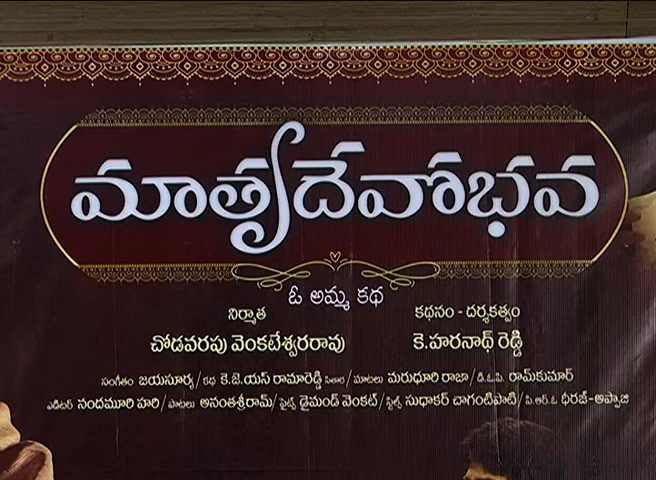 మాతృదేవోభవ
ఓ అమ్మ కథ
నిర్మాత
చోడవరపు వెంకటేశ్వరరావు
కథనం - దర్శకత్వం
కె.హరనాథ్ రెడ్డి
సంగీతం జయసూర్య/కథ కె.జె.యస్ రామారెడ్డి/మాటలు మరుధూరి రాజా/డి.ఓ.పి. రామ్‌కుమార్
ఎడిటర్ నందమూరి హరి/పాటలు అనంతశ్రీరామ్/ఫైట్స్ డైమండ్ వెంకట్/స్టిల్స్ సుధాకర్ చాగంటిపాటి/పి.ఆర్.ఓ ధీరజ్-అప్పాజీ